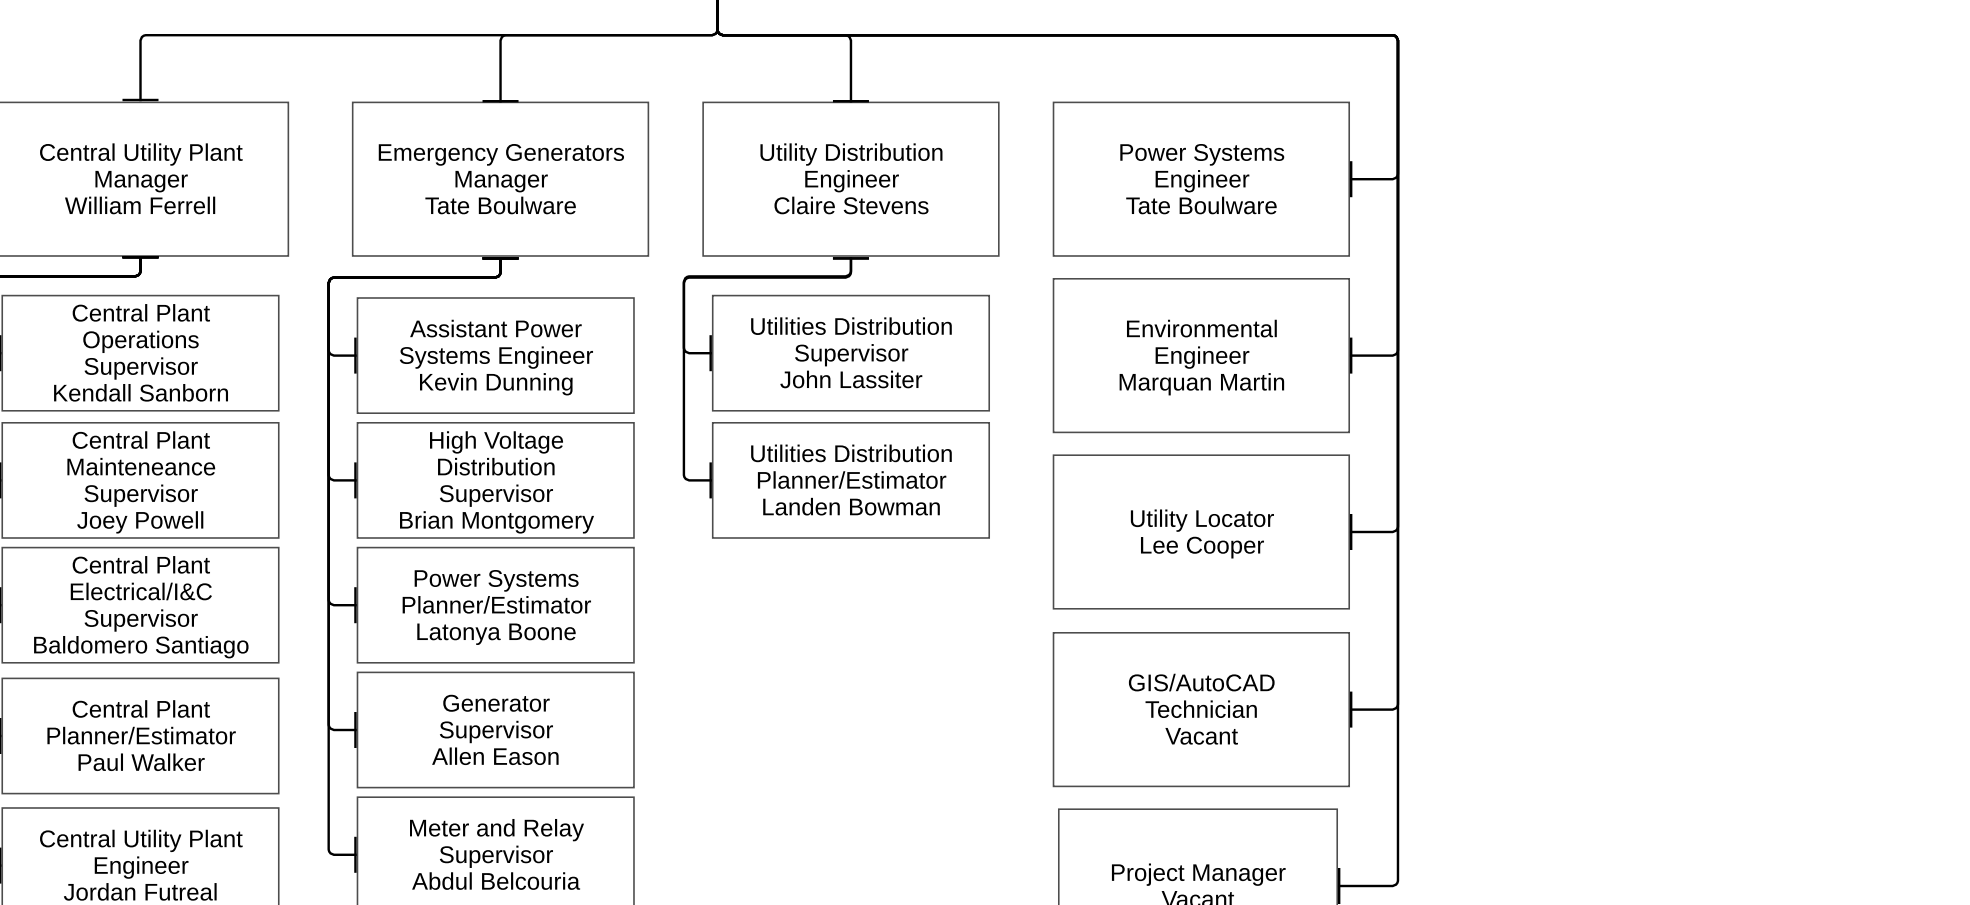 Central Utility Plant
Manager
William Ferrell
Emergency Generators
Manager
Tate Boulware
Utility Distribution
Engineer
Claire Stevens
Power Systems
Engineer
Tate Boulware
Central Plant
Operations
Supervisor
Kendall Sanborn
Central Plant
Mainteneance
Supervisor
Joey Powell
Central Plant
Electrical/I&C
Supervisor
Baldomero Santiago
Central Plant
Planner/Estimator
Paul Walker
Central Utility Plant
Engineer
Jordan Futreal
Assistant Power
Systems Engineer
Kevin Dunning
High Voltage
Distribution
Supervisor
Brian Montgomery
Power Systems
Planner/Estimator
Latonya Boone
Generator
Supervisor
Allen Eason
Meter and Relay
Supervisor
Abdul Belcouria
Utilities Distribution
Supervisor
John Lassiter
Utilities Distribution
Planner/Estimator
Landen Bowman
Environmental
Engineer
Marquan Martin
Utility Locator
Lee Cooper
GIS/AutoCAD
Technician
Vacant
Project Manager
Vacant